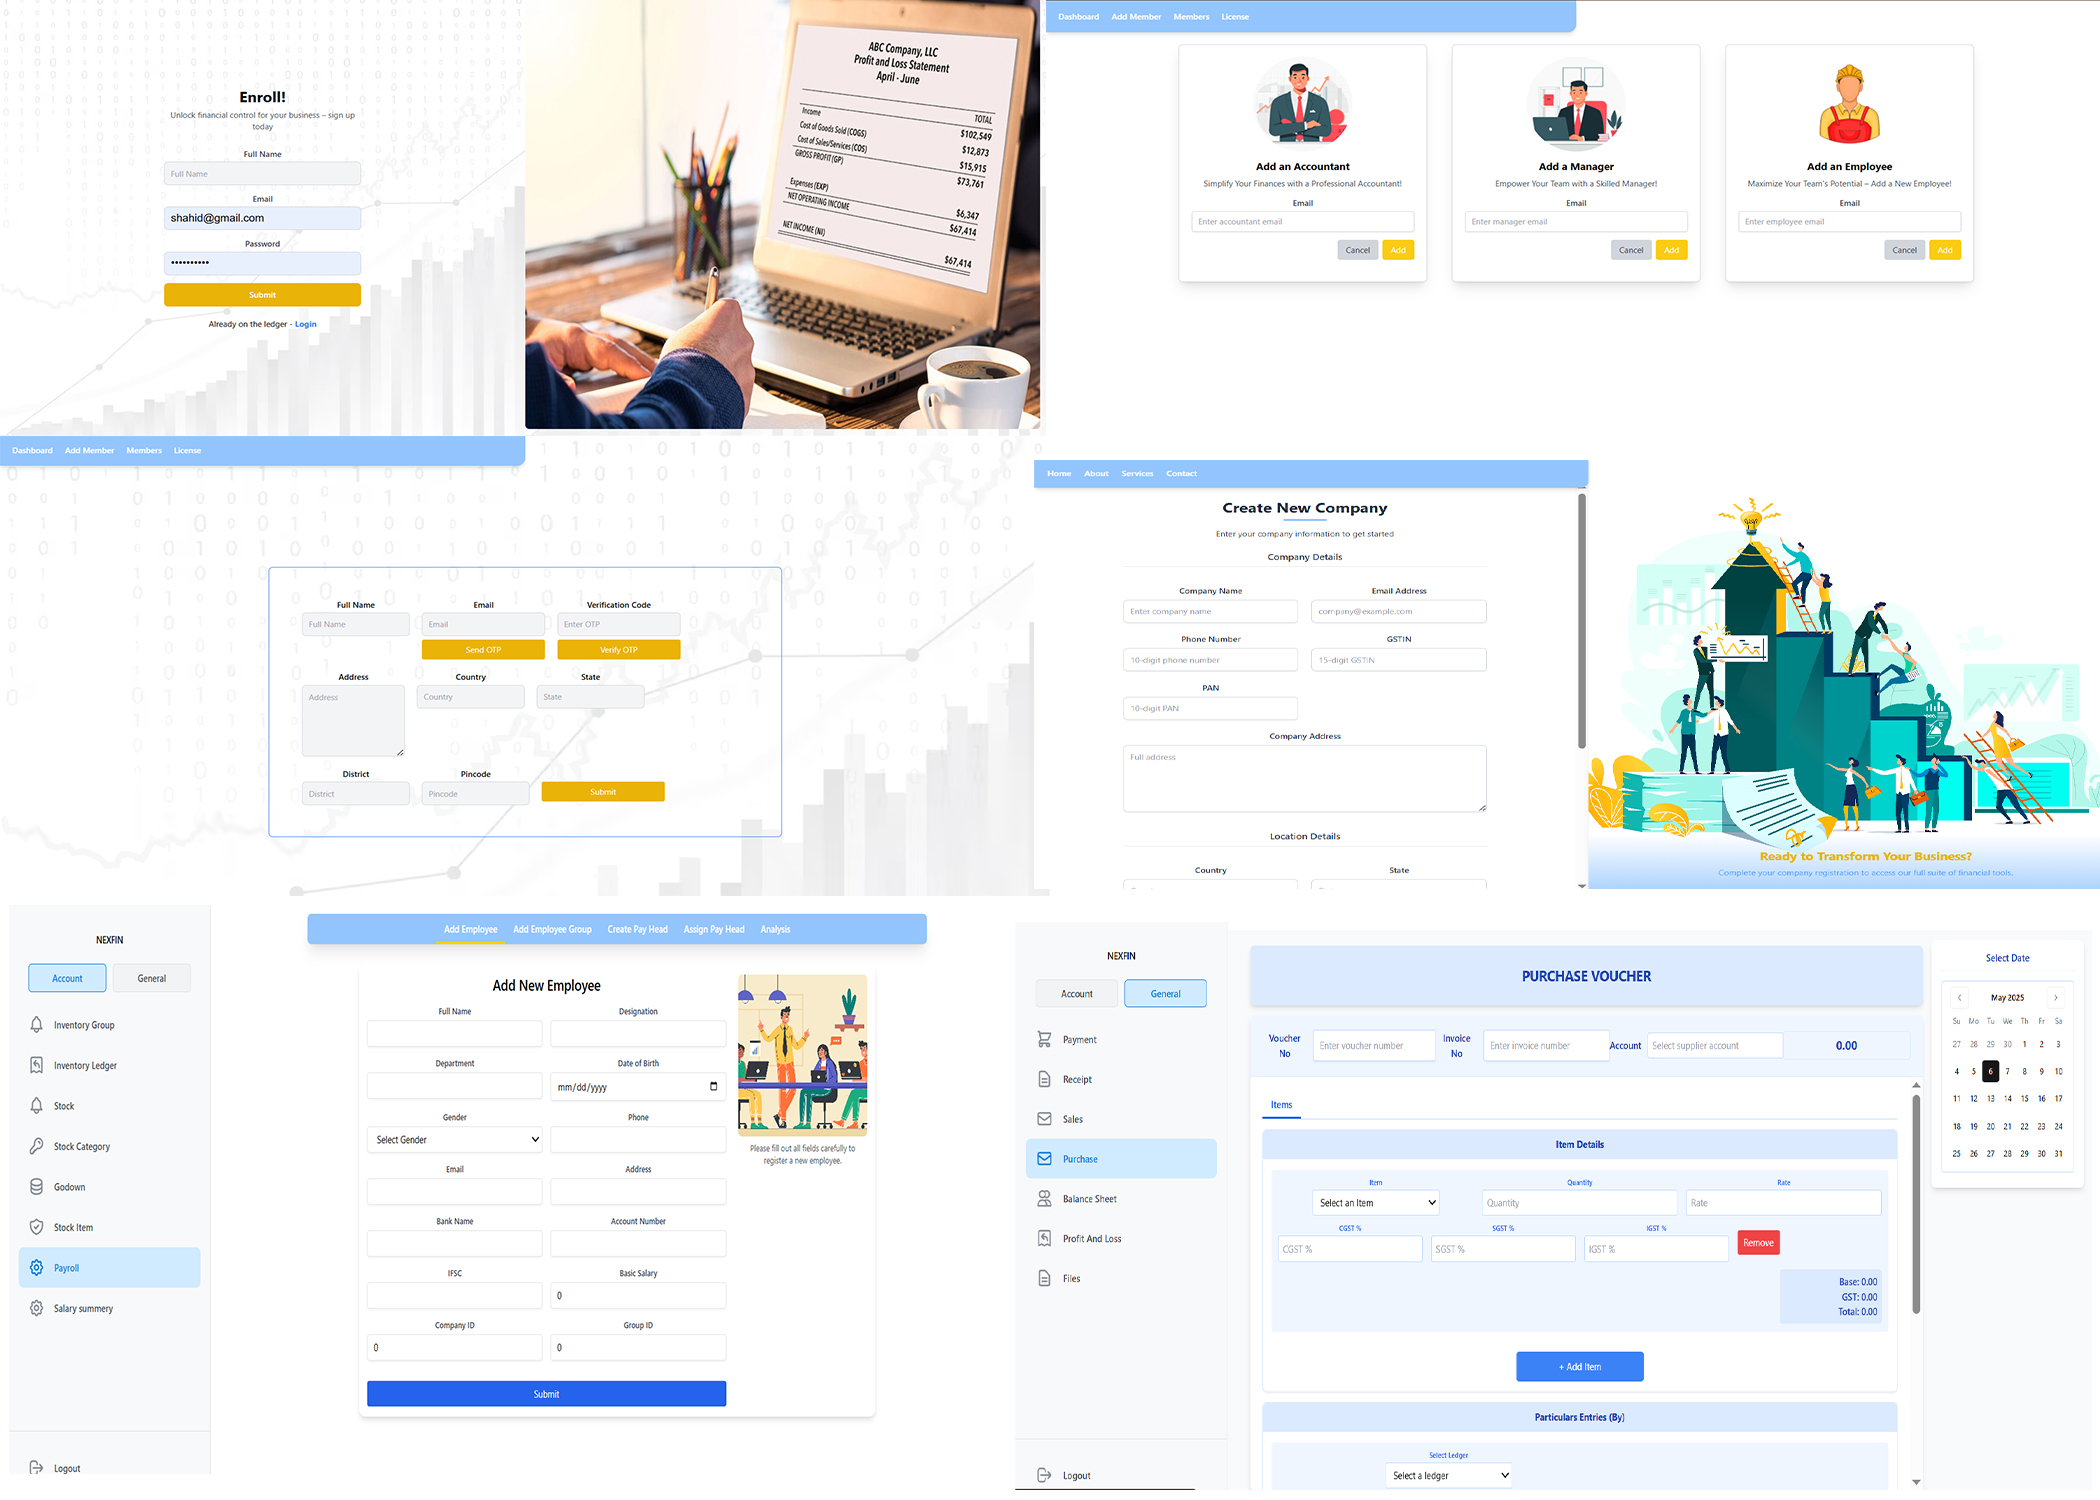 Enroll!
Unlock financial control for your business – sign up
today
Full Name
Full Name
Email
shahid@gmail.com
Password
••••••••••
Submit
Already on the ledger - Login
ABC Company, LLC
Profit and Loss Statement
April - June
TOTAL
Income
$102,549
Cost of Goods Sold (COGS)
$12,873
Cost of Sales/Services (COS)
$15,915
GROSS PROFIT (GP)
$73,761
Expenses (EXP)
$6,347
NET OPERATING INCOME
$67,414
NET INCOME (NI)
$67,414
Dashboard Add Member Members License
Add an Accountant
Simplify Your Finances with a Professional Accountant!
Email
Enter accountant email
Cancel Add
Add a Manager
Empower Your Team with a Skilled Manager!
Email
Enter manager email
Cancel Add
Add an Employee
Maximize Your Team's Potential – Add a New Employee!
Email
Enter employee email
Cancel Add
Dashboard Add Member Members License
Full Name Email Verification Code
Full Name Email Enter OTP
Send OTP Verify OTP
Address Country State
Address Country State
District Pincode
District Pincode Submit
Home About Services Contact
Create New Company
Enter your company information to get started
Company Details
Company Name Email Address
Enter company name company@example.com
Phone Number GSTIN
10-digit phone number 15-digit GSTIN
PAN
10-digit PAN
Company Address
Full address
Location Details
Country State
Ready to Transform Your Business?
Complete your company registration to access our full suite of financial tools.
NEXFIN
Account General
Inventory Group
Inventory Ledger
Stock
Stock Category
Godown
Stock Item
Payroll
Salary summery
Logout
Add Employee Add Employee Group Create Pay Head Assign Pay Head Analysis
Add New Employee
Full Name Designation
Department Date of Birth
mm/dd/yyyy
Gender Phone
Select Gender
Email Address
Bank Name Account Number
IFSC Basic Salary
0
Company ID Group ID
0 0
Submit
Please fill out all fields carefully to
register a new employee.
NEXFIN
Account General
Payment
Receipt
Sales
Purchase
Balance Sheet
Profit And Loss
Files
Logout
PURCHASE VOUCHER
Voucher No Enter voucher number Invoice No Enter invoice number Account Select supplier account 0.00
Items
Item Details
Item Quantity Rate
Select an Item Quantity Rate
CGST % SGST % IGST %
CGST % SGST % IGST % Remove
Base: 0.00
GST: 0.00
Total: 0.00
+ Add Item
Particulars Entries (By)
Select Ledger
Select a ledger
Select Date
May 2025
Su Mo Tu We Th Fr Sa
27 28 29 30 1 2 3
4 5 6 7 8 9 10
11 12 13 14 15 16 17
18 19 20 21 22 23 24
25 26 27 28 29 30 31